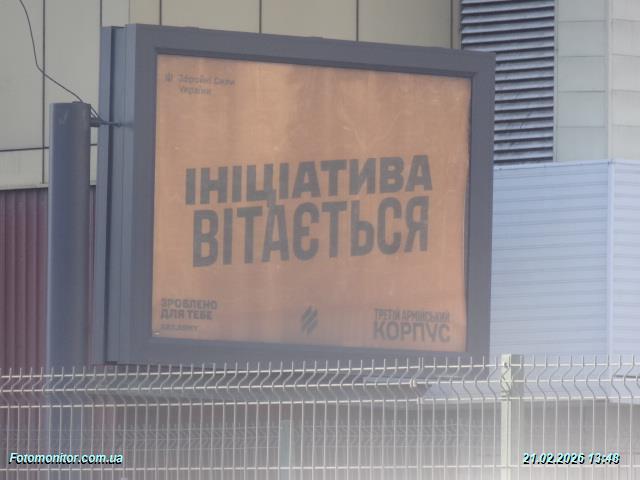 Збройні Сили
України
ІНІЦІАТИВА
ВІТАЄТЬСЯ
ЗРОБЛЕНО
ДЛЯ ТЕБЕ
ТРЕТІЙ АРМІЙСЬКИЙ
КОРПУС
Fotomonitor.com.ua
21.02.2026 13:48